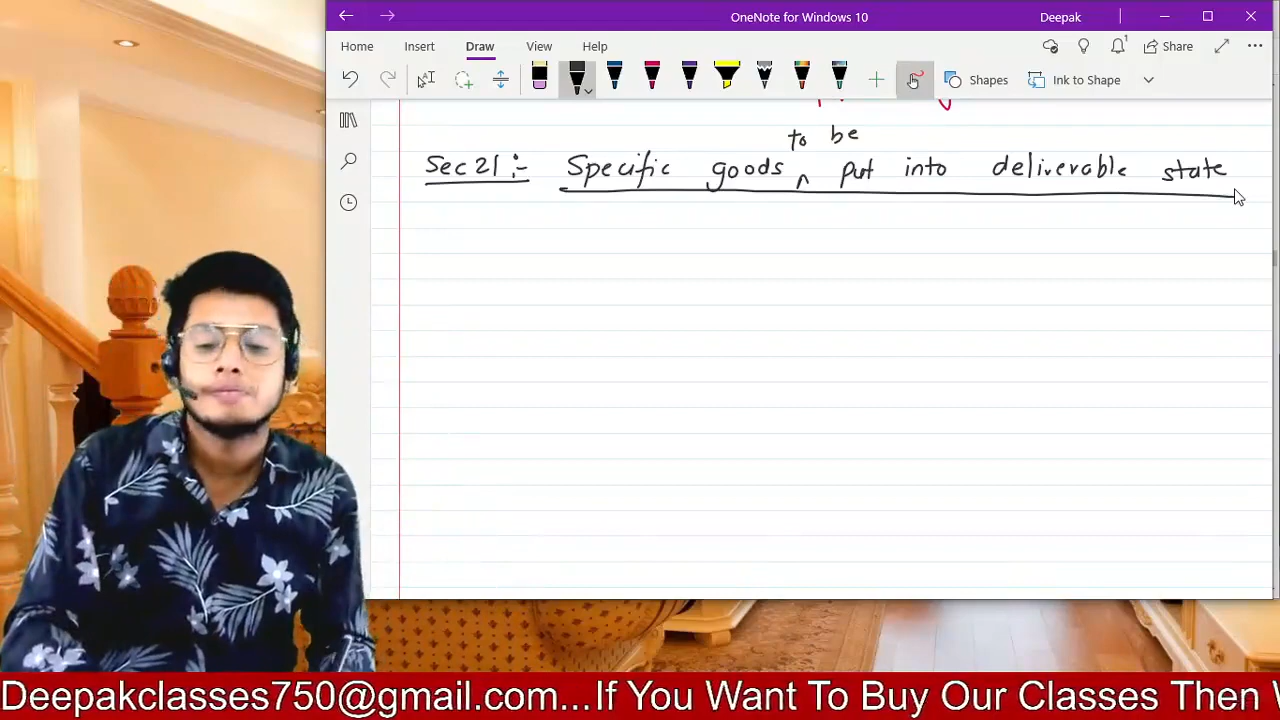 OneNote for Windows 10
Deepak
Home Insert Draw View Help
Share
Shapes
Ink to Shape
1
to be
Sec 21 :- Specific goods ^ put into deliverable state
Deepakclasses750@gmail.com...If You Want To Buy Our Classes Then